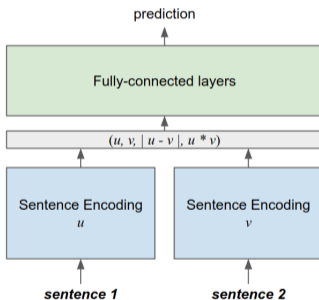 prediction
Fully-connected layers
(u, v, | u - v |, u * v)
Sentence Encoding
u
Sentence Encoding
v
sentence 1
sentence 2